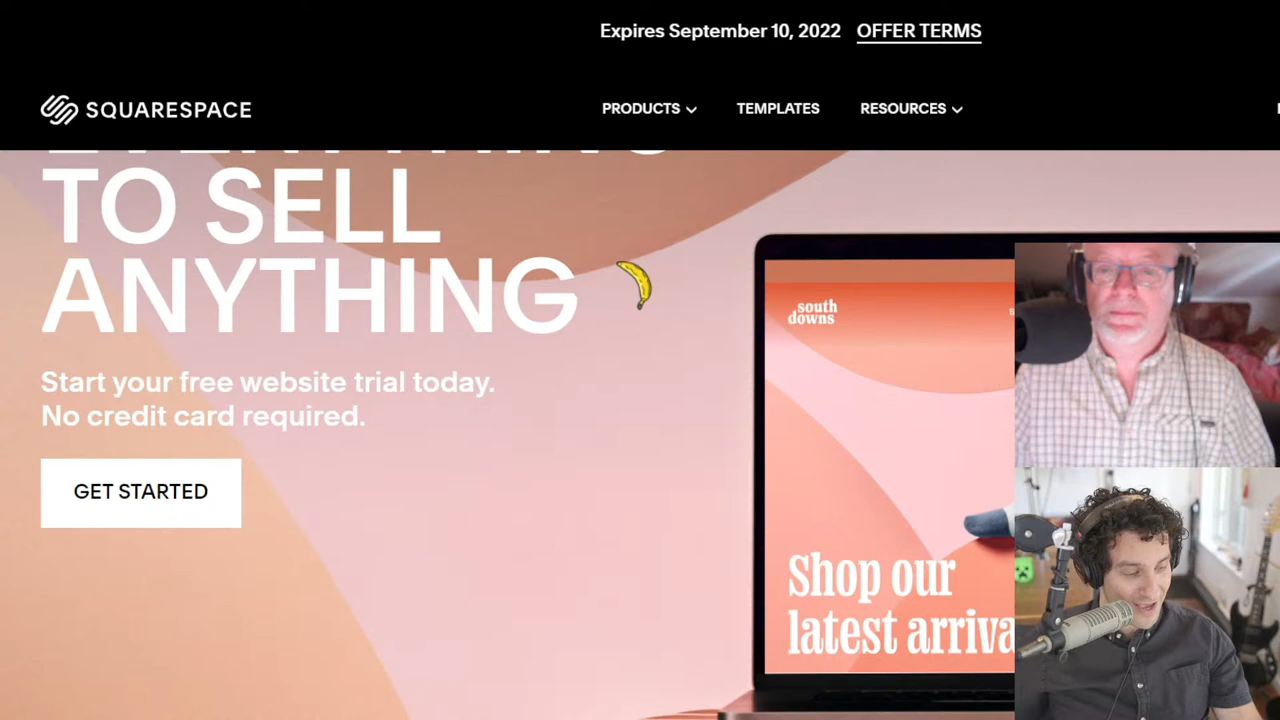 Expires September 10, 2022 OFFER TERMS
SQUARESPACE
PRODUCTS TEMPLATES RESOURCES
TO SELL
ANYTHING
Start your free website trial today.
No credit card required.
GET STARTED
south
downs
Shop our
latest